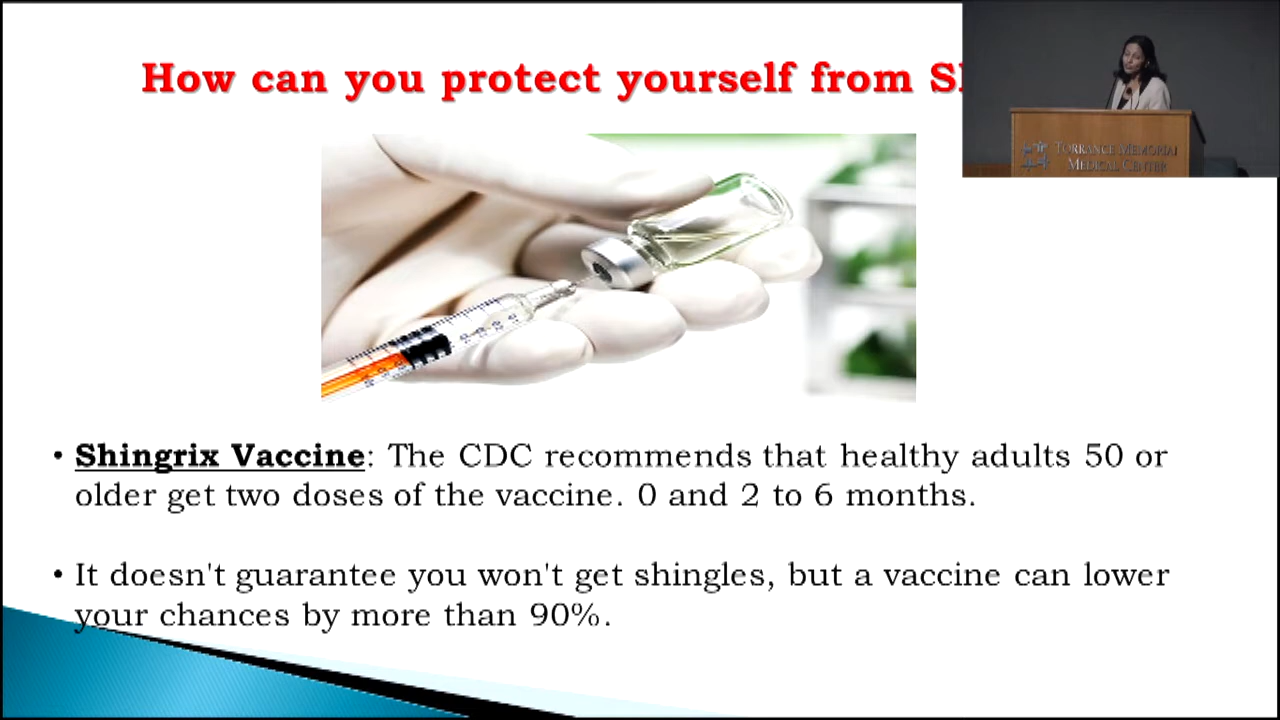 How can you protect yourself from
TORRANCE MEMORIAL
MEDICAL CENTER
• Shingrix Vaccine: The CDC recommends that healthy adults 50 or
older get two doses of the vaccine. 0 and 2 to 6 months.
• It doesn't guarantee you won't get shingles, but a vaccine can lower
your chances by more than 90%.